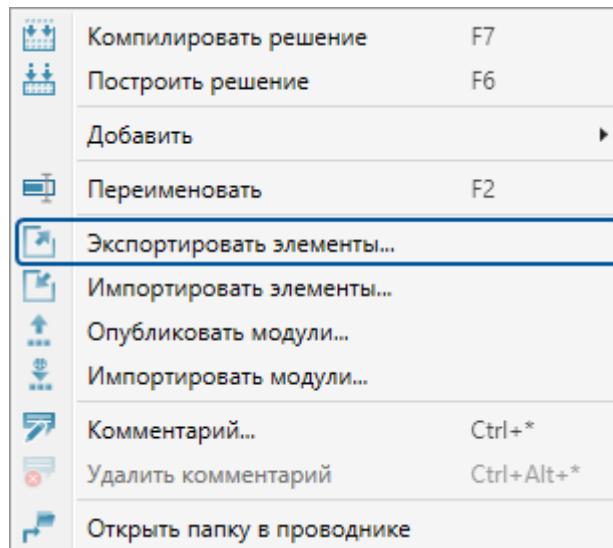 Компилировать решение F7
Построить решение F6
Добавить
Переименовать F2
Экспортировать элементы...
Импортировать элементы...
Опубликовать модули...
Импортировать модули...
Комментарий... Ctrl+*
Удалить комментарий Ctrl+Alt+*
Открыть папку в проводнике